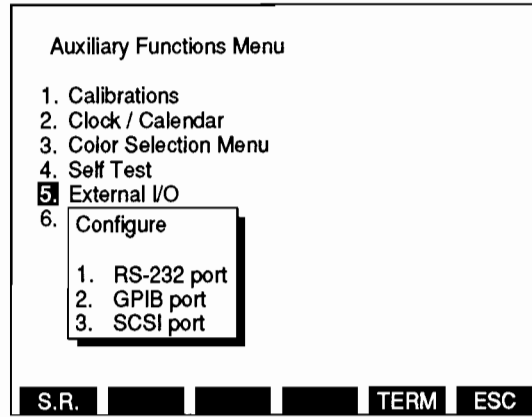 Auxiliary Functions Menu
1. Calibrations
2. Clock / Calendar
3. Color Selection Menu
4. Self Test
5. External I/O
6.
Configure
1. RS-232 port
2. GPIB port
3. SCSI port
S.R. TERM ESC